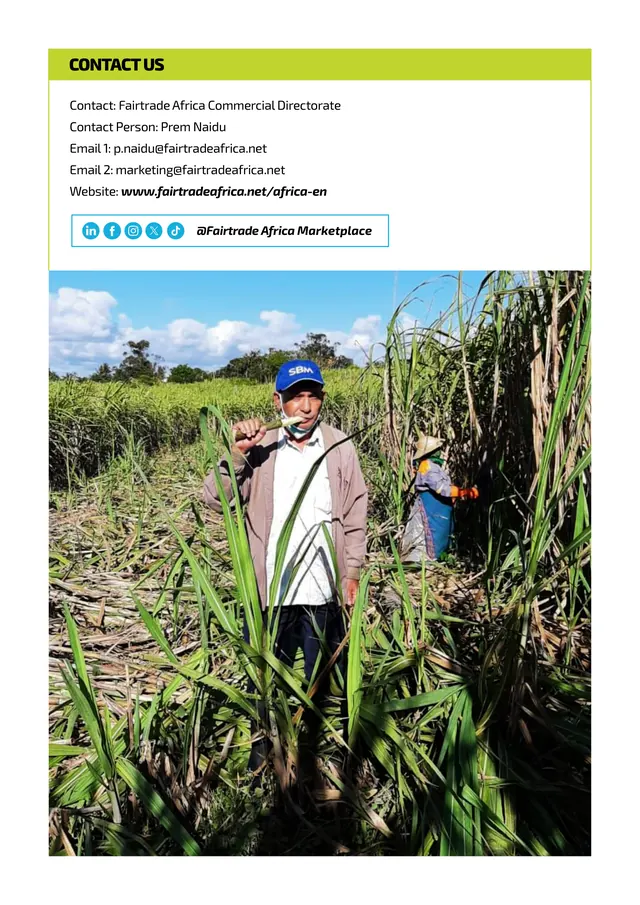 CONTACT US
Contact: Fairtrade Africa Commercial Directorate
Contact Person: Prem Naidu
Email 1: p.naidu@fairtradeafrica.net
Email 2: marketing@fairtradeafrica.net
Website: www.fairtradeafrica.net/africa-en
@Fairtrade Africa Marketplace
SBM